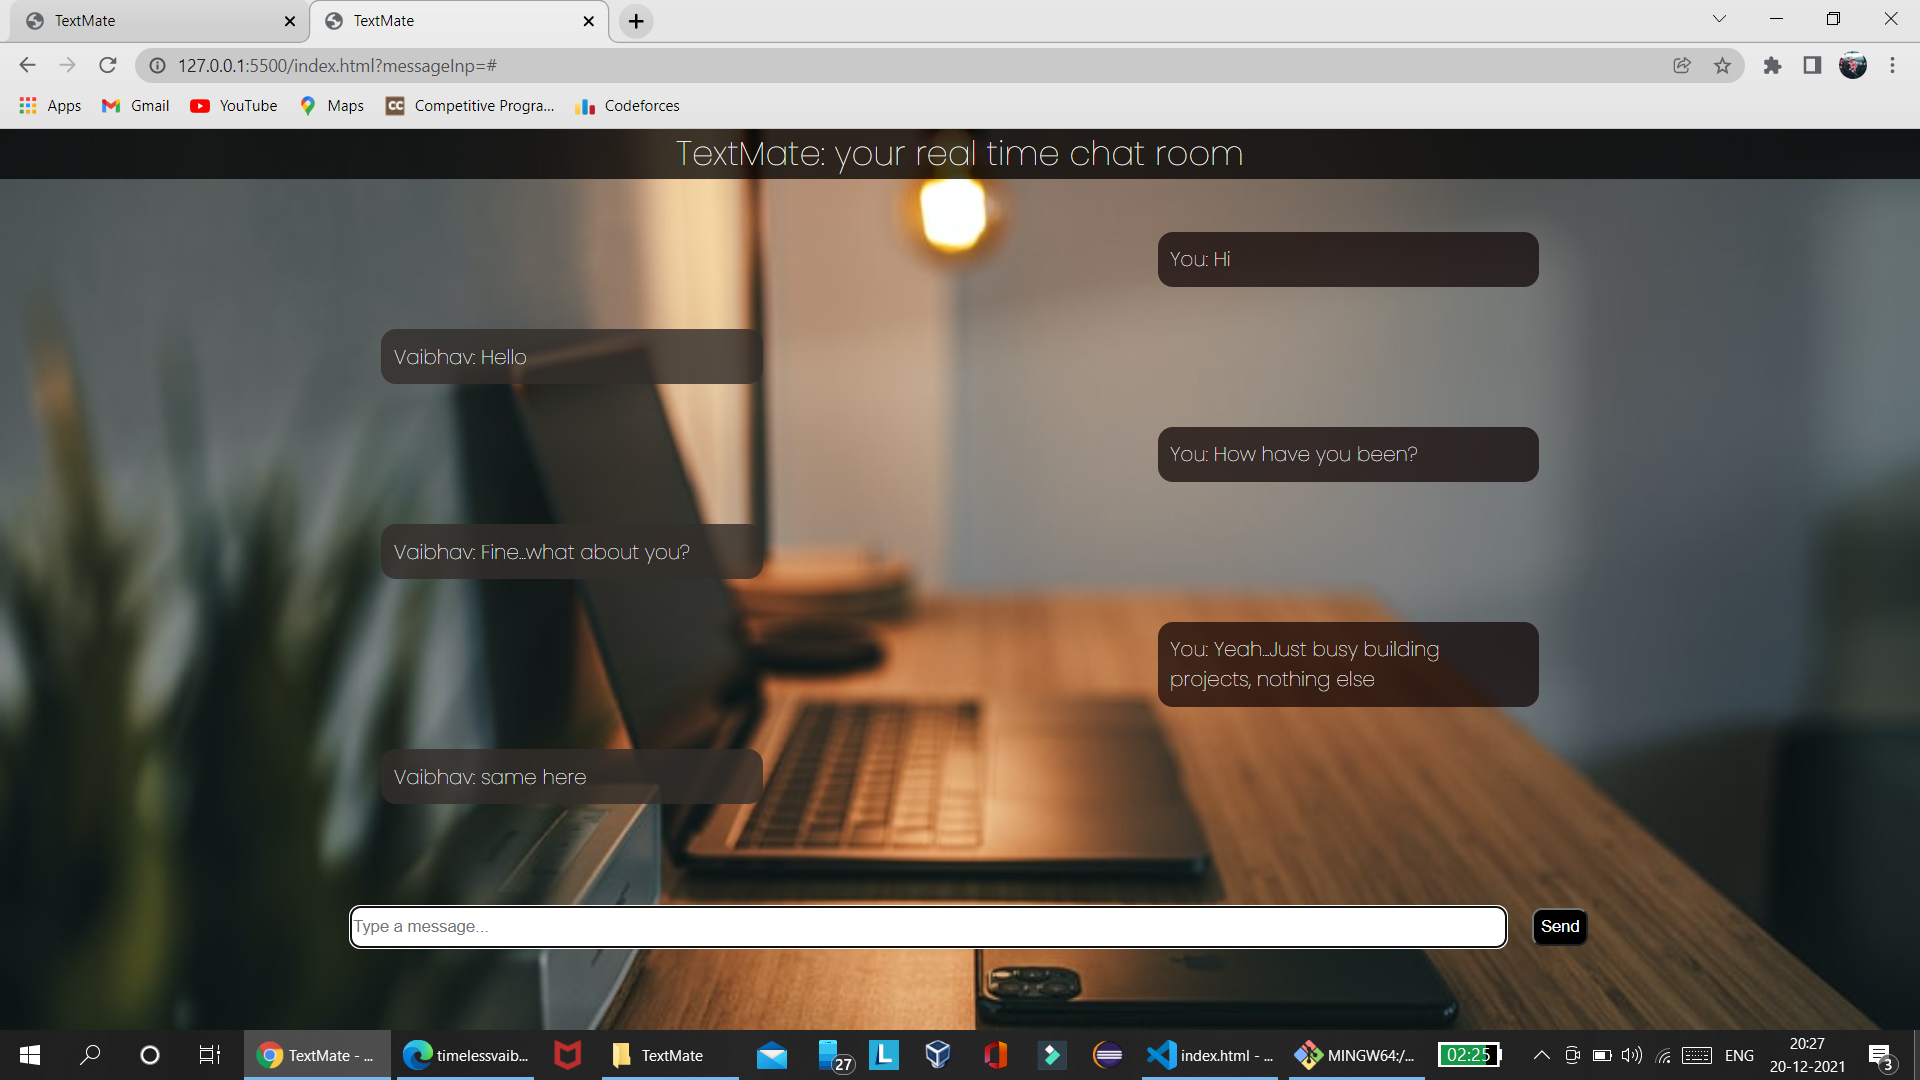 TextMate
TextMate
127.0.0.1:5500/index.html?messageInp=#
Apps
Gmail
YouTube
Maps
CC
Competitive Progra...
Codeforces
TextMate: your real time chat room
You: Hi
Vaibhav: Hello
You: How have you been?
Vaibhav: Fine...what about you?
You: Yeah...Just busy building
projects, nothing else
Vaibhav: same here
Type a message...
Send
TextMate - ...
timelessvaib...
TextMate
27
L
index.html - ...
MINGW64:/...
02:25
ENG
20:27
20-12-2021
3